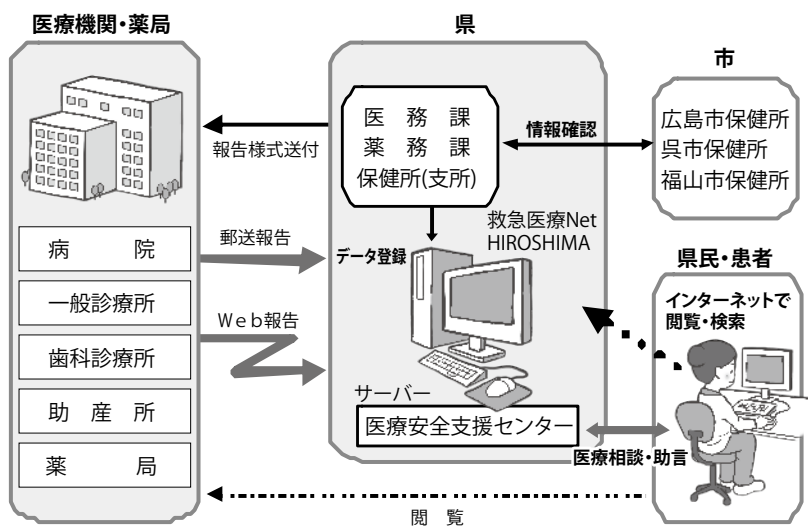 医療機関・薬局
県
市
医務課
薬務課
保健所(支所)
情報確認
広島市保健所
呉市保健所
福山市保健所
報告様式送付
病院
郵送報告
データ登録
救急医療Net
HIROSHIMA
県民・患者
インターネットで
閲覧・検索
一般診療所
Web報告
歯科診療所
助産所
薬局
サーバー
医療安全支援センター
医療相談・助言
閲覧